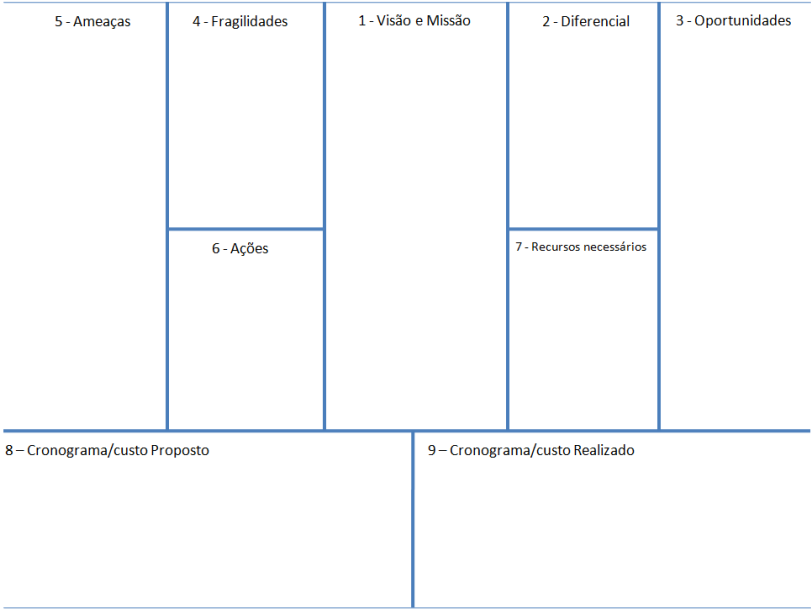 5 - Ameaças
4 - Fragilidades
1 - Visão e Missão
2 - Diferencial
3 - Oportunidades
6 - Ações
7 - Recursos necessários
8 – Cronograma/custo Proposto
9 – Cronograma/custo Realizado